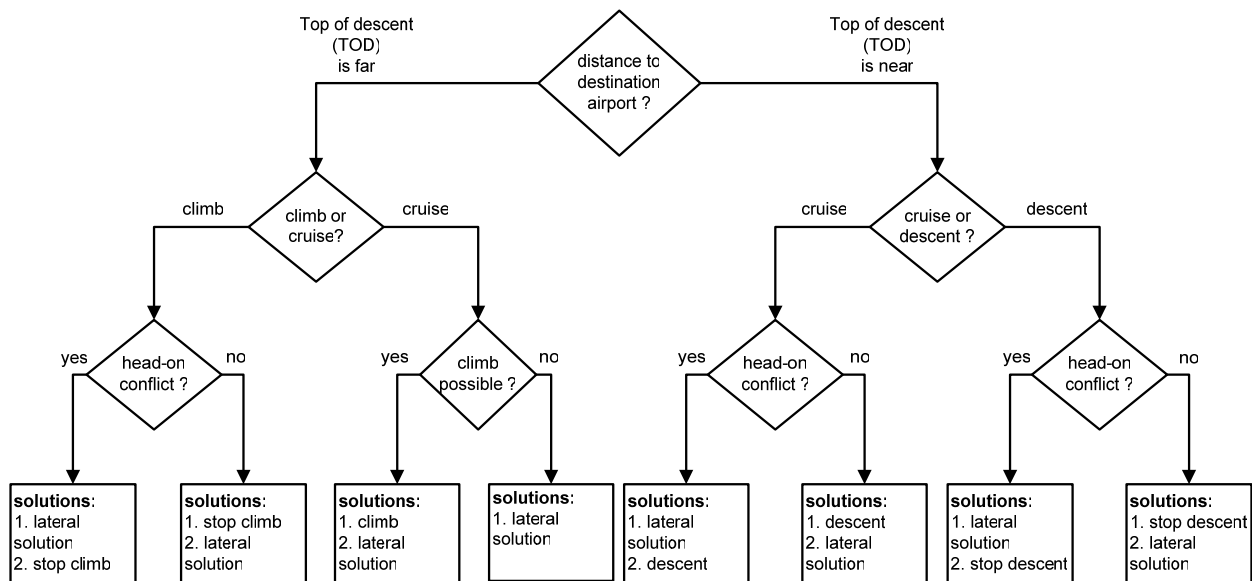 Top of descent
(TOD)
is far
distance to
destination
airport ?
Top of descent
(TOD)
is near
climb
climb or
cruise?
cruise
cruise
cruise or
descent ?
descent
yes
head-on
conflict ?
no
yes
climb
possible ?
no
yes
head-on
conflict ?
no
yes
head-on
conflict ?
no
solutions:
1. lateral
solution
2. stop climb
solutions:
1. stop climb
2. lateral
solution
solutions:
1. climb
2. lateral
solution
solutions:
1. lateral
solution
solutions:
1. lateral
solution
2. descent
solutions:
1. descent
2. lateral
solution
solutions:
1. lateral
solution
2. stop descent
solutions:
1. stop descent
2. lateral
solution